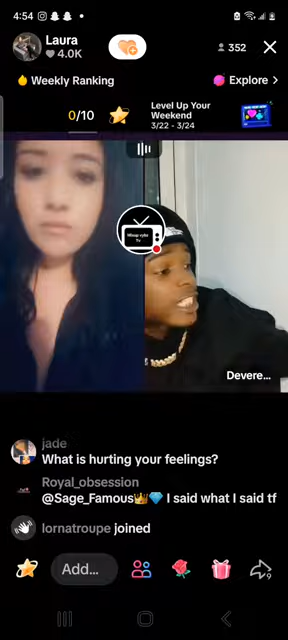 4:54
Laura
4.0K
352
Weekly Ranking
Explore >
0/10
Level Up Your
Weekend
3/22 - 3/24
Devere...
jade
What is hurting your feelings?
Royal_obsession
@Sage_Famous👑💎 I said what I said tf
lornatroupe joined
Add...
9